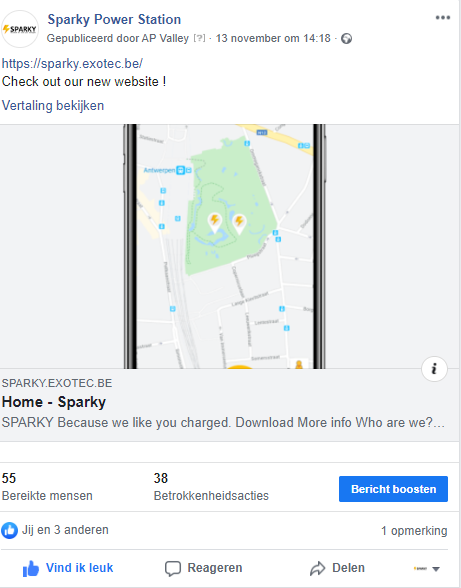 SPARKY
Sparky Power Station
Gepubliceerd door AP Valley [?] · 13 november om 14:18 ·
https://sparky.exotec.be/
Check out our new website !
Vertaling bekijken
Antwerpen
SPARKY.EXOTEC.BE
Home - Sparky
SPARKY Because we like you charged. Download More info Who are we?...
55
Bereikte mensen
38
Betrokkenheidsacties
Bericht boosten
Jij en 3 anderen
1 opmerking
Vind ik leuk
Reageren
Delen